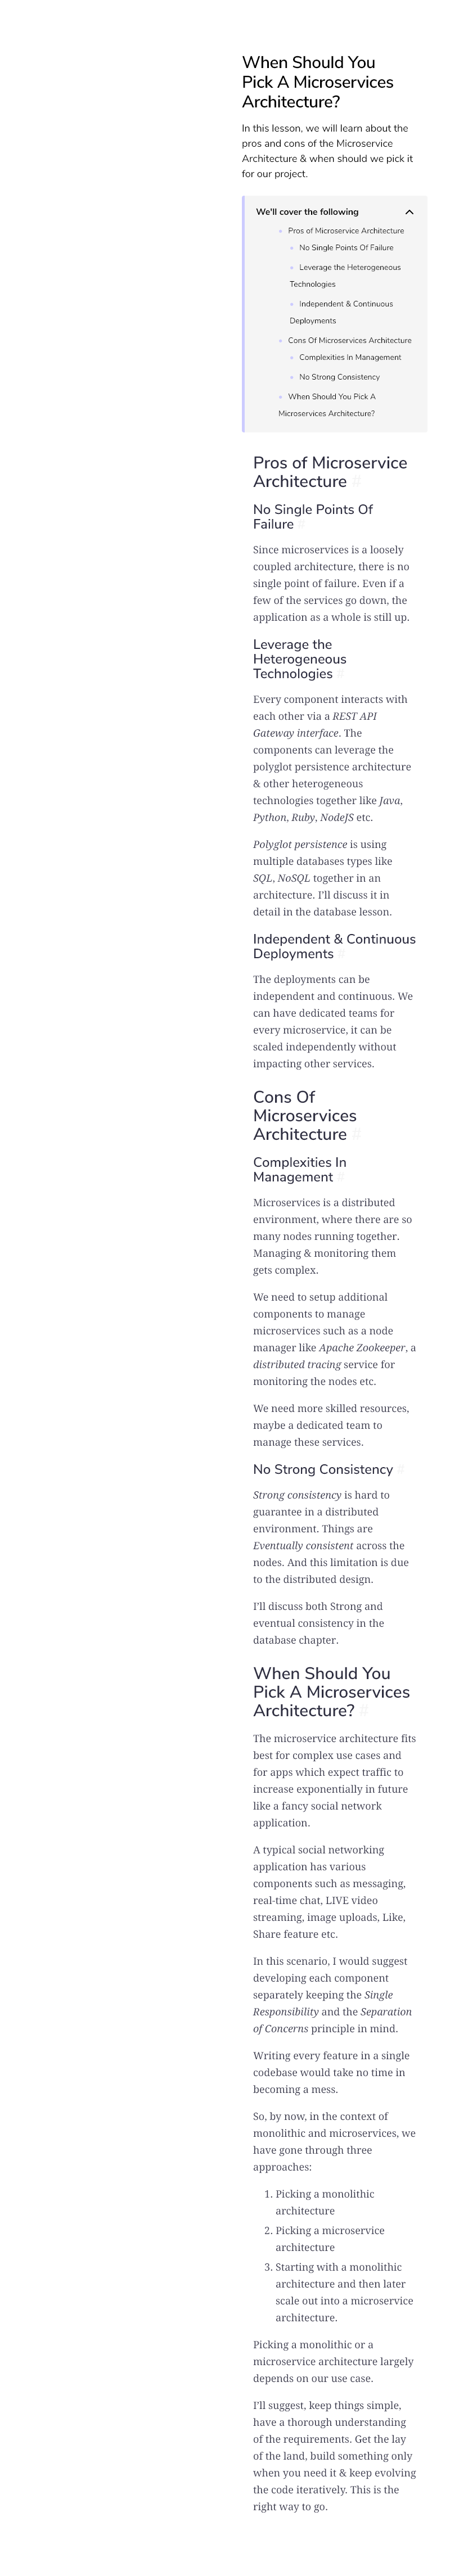 When Should You
Pick A Microservices
Architecture?
In this lesson, we will learn about the
pros and cons of the Microservice
Architecture & when should we pick it
for our project.
We'll cover the following
Pros of Microservice Architecture
No Single Points Of Failure
Leverage the Heterogeneous
Technologies
Independent & Continuous
Deployments
Cons Of Microservices Architecture
Complexities In Management
No Strong Consistency
When Should You Pick A
Microservices Architecture?
Pros of Microservice
Architecture #
No Single Points Of
Failure #
Since microservices is a loosely
coupled architecture, there is no
single point of failure. Even if a
few of the services go down, the
application as a whole is still up.
Leverage the
Heterogeneous
Technologies #
Every component interacts with
each other via a REST API
Gateway interface. The
components can leverage the
polyglot persistence architecture
& other heterogeneous
technologies together like Java,
Python, Ruby, NodeJS etc.
Polyglot persistence is using
multiple databases types like
SQL, NoSQL together in an
architecture. I'll discuss it in
detail in the database lesson.
Independent & Continuous
Deployments #
The deployments can be
independent and continuous. We
can have dedicated teams for
every microservice, it can be
scaled independently without
impacting other services.
Cons Of
Microservices
Architecture #
Complexities In
Management #
Microservices is a distributed
environment, where there are so
many nodes running together.
Managing & monitoring them
gets complex.
We need to setup additional
components to manage
microservices such as a node
manager like Apache Zookeeper, a
distributed tracing service for
monitoring the nodes etc.
We need more skilled resources,
maybe a dedicated team to
manage these services.
No Strong Consistency #
Strong consistency is hard to
guarantee in a distributed
environment. Things are
Eventually consistent across the
nodes. And this limitation is due
to the distributed design.
I'll discuss both Strong and
eventual consistency in the
database chapter.
When Should You
Pick A Microservices
Architecture? #
The microservice architecture fits
best for complex use cases and
for apps which expect traffic to
increase exponentially in future
like a fancy social network
application.
A typical social networking
application has various
components such as messaging,
real-time chat, LIVE video
streaming, image uploads, Like,
Share feature etc.
In this scenario, I would suggest
developing each component
separately keeping the Single
Responsibility and the Separation
of Concerns principle in mind.
Writing every feature in a single
codebase would take no time in
becoming a mess.
So, by now, in the context of
monolithic and microservices, we
have gone through three
approaches:
1. Picking a monolithic
architecture
2. Picking a microservice
architecture
3. Starting with a monolithic
architecture and then later
scale out into a microservice
architecture.
Picking a monolithic or a
microservice architecture largely
depends on our use case.
I'll suggest, keep things simple,
have a thorough understanding
of the requirements. Get the lay
of the land, build something only
when you need it & keep evolving
the code iteratively. This is the
right way to go.